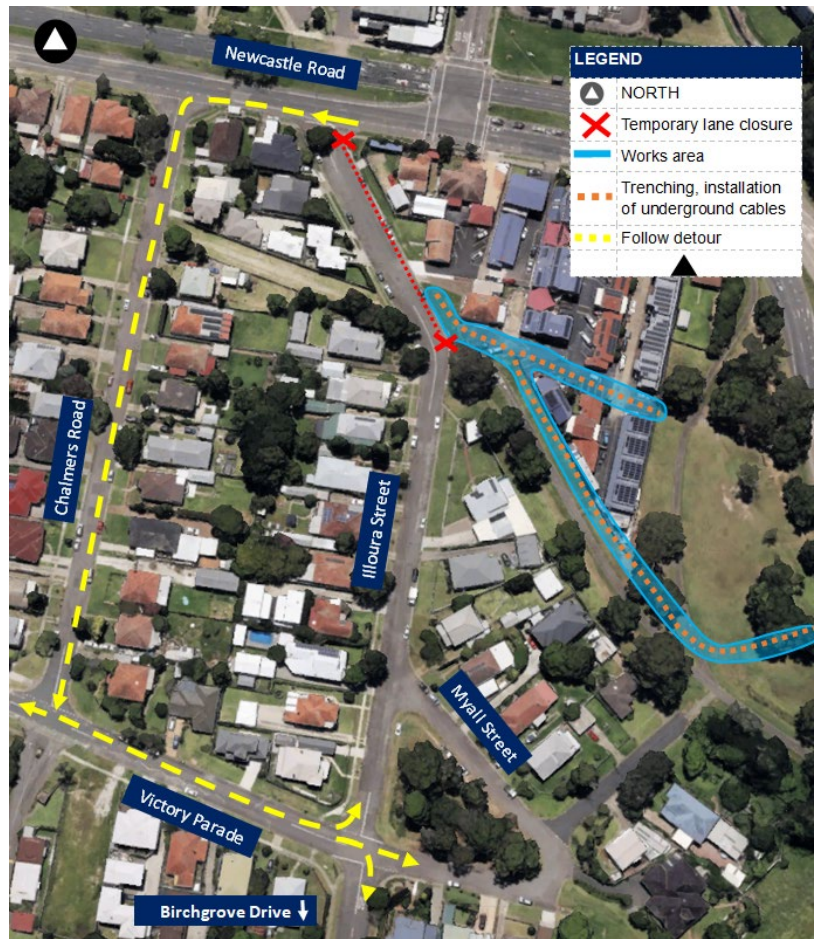 Newcastle Road
LEGEND
NORTH
Temporary lane closure
Works area
Trenching, installation
of underground cables
Follow detour
Chalmers Road
Illoura Street
Myall Street
Victory Parade
Birchgrove Drive